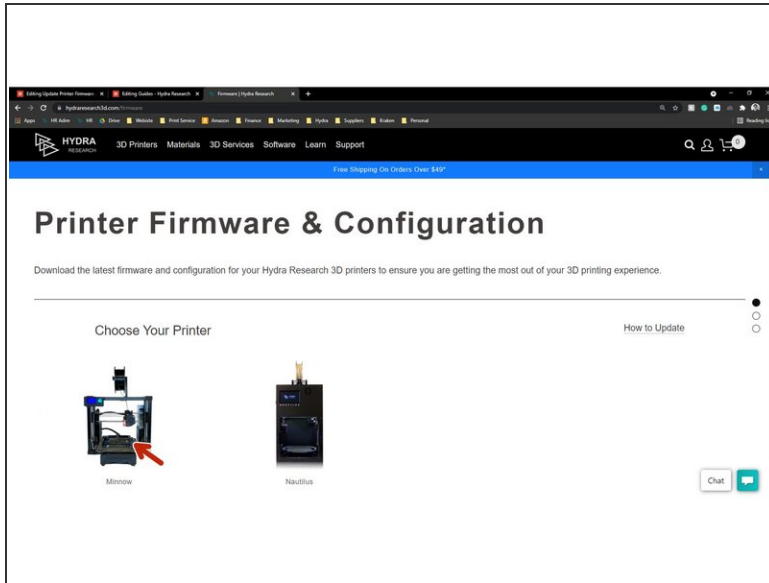 Editing Update Printer Firmware
Editing Guides - Hydra Research
Firmware | Hydra Research
hydraresearch3d.com/firmware
Apps HR Adm HR Drive Website Print Service Amazon Finance Marketing Hydra Suppliers Kraken Personal Reading list
HYDRA
RESEARCH
3D Printers Materials 3D Services Software Learn Support
0
Free Shipping On Orders Over $49*
Printer Firmware & Configuration
Download the latest firmware and configuration for your Hydra Research 3D printers to ensure you are getting the most out of your 3D printing experience.
Choose Your Printer
How to Update
Minnow
Nautilus
Chat